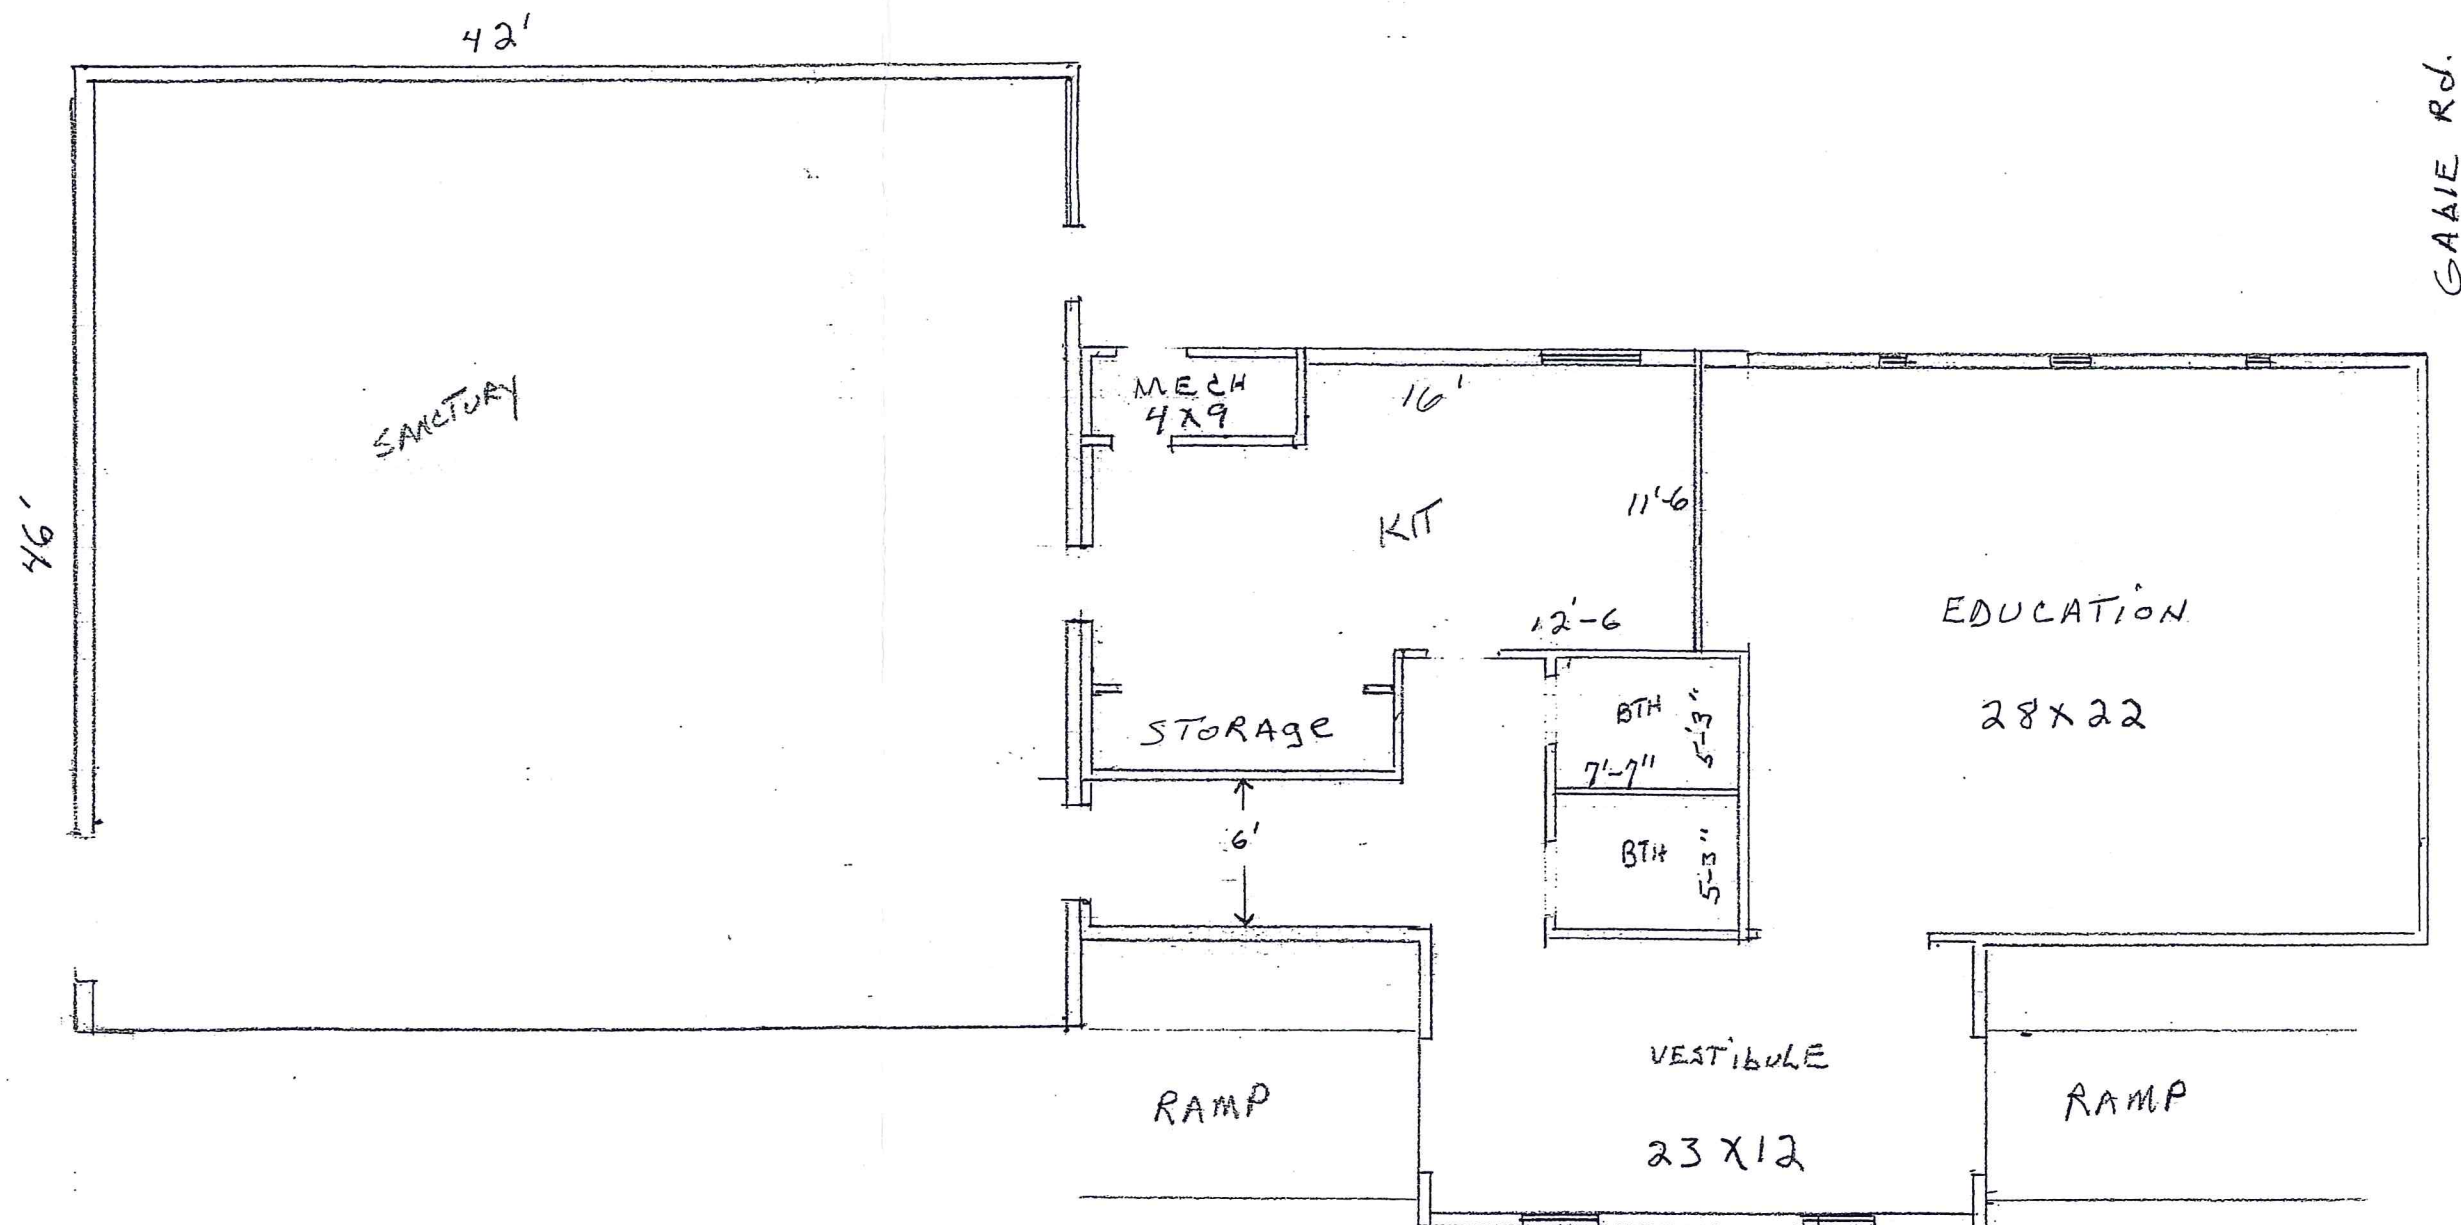 42'
GABLE Rd.
SANCTURY
46'
MECH
4X9
16'
11'-6
KIT
12'-6
EDUCATION
28X22
BTH
5'-3"
7'-7"
STORAge
6'
BTH
5'-3"
VESTibULE
23X12
RAMP
RAMP